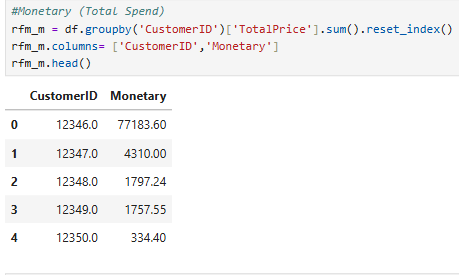 #Monetary (Total Spend)
rfm_m = df.groupby('CustomerID')['TotalPrice'].sum().reset_index()
rfm_m.columns= ['CustomerID','Monetary']
rfm_m.head()
CustomerID Monetary
0 12346.0 77183.60
1 12347.0 4310.00
2 12348.0 1797.24
3 12349.0 1757.55
4 12350.0 334.40